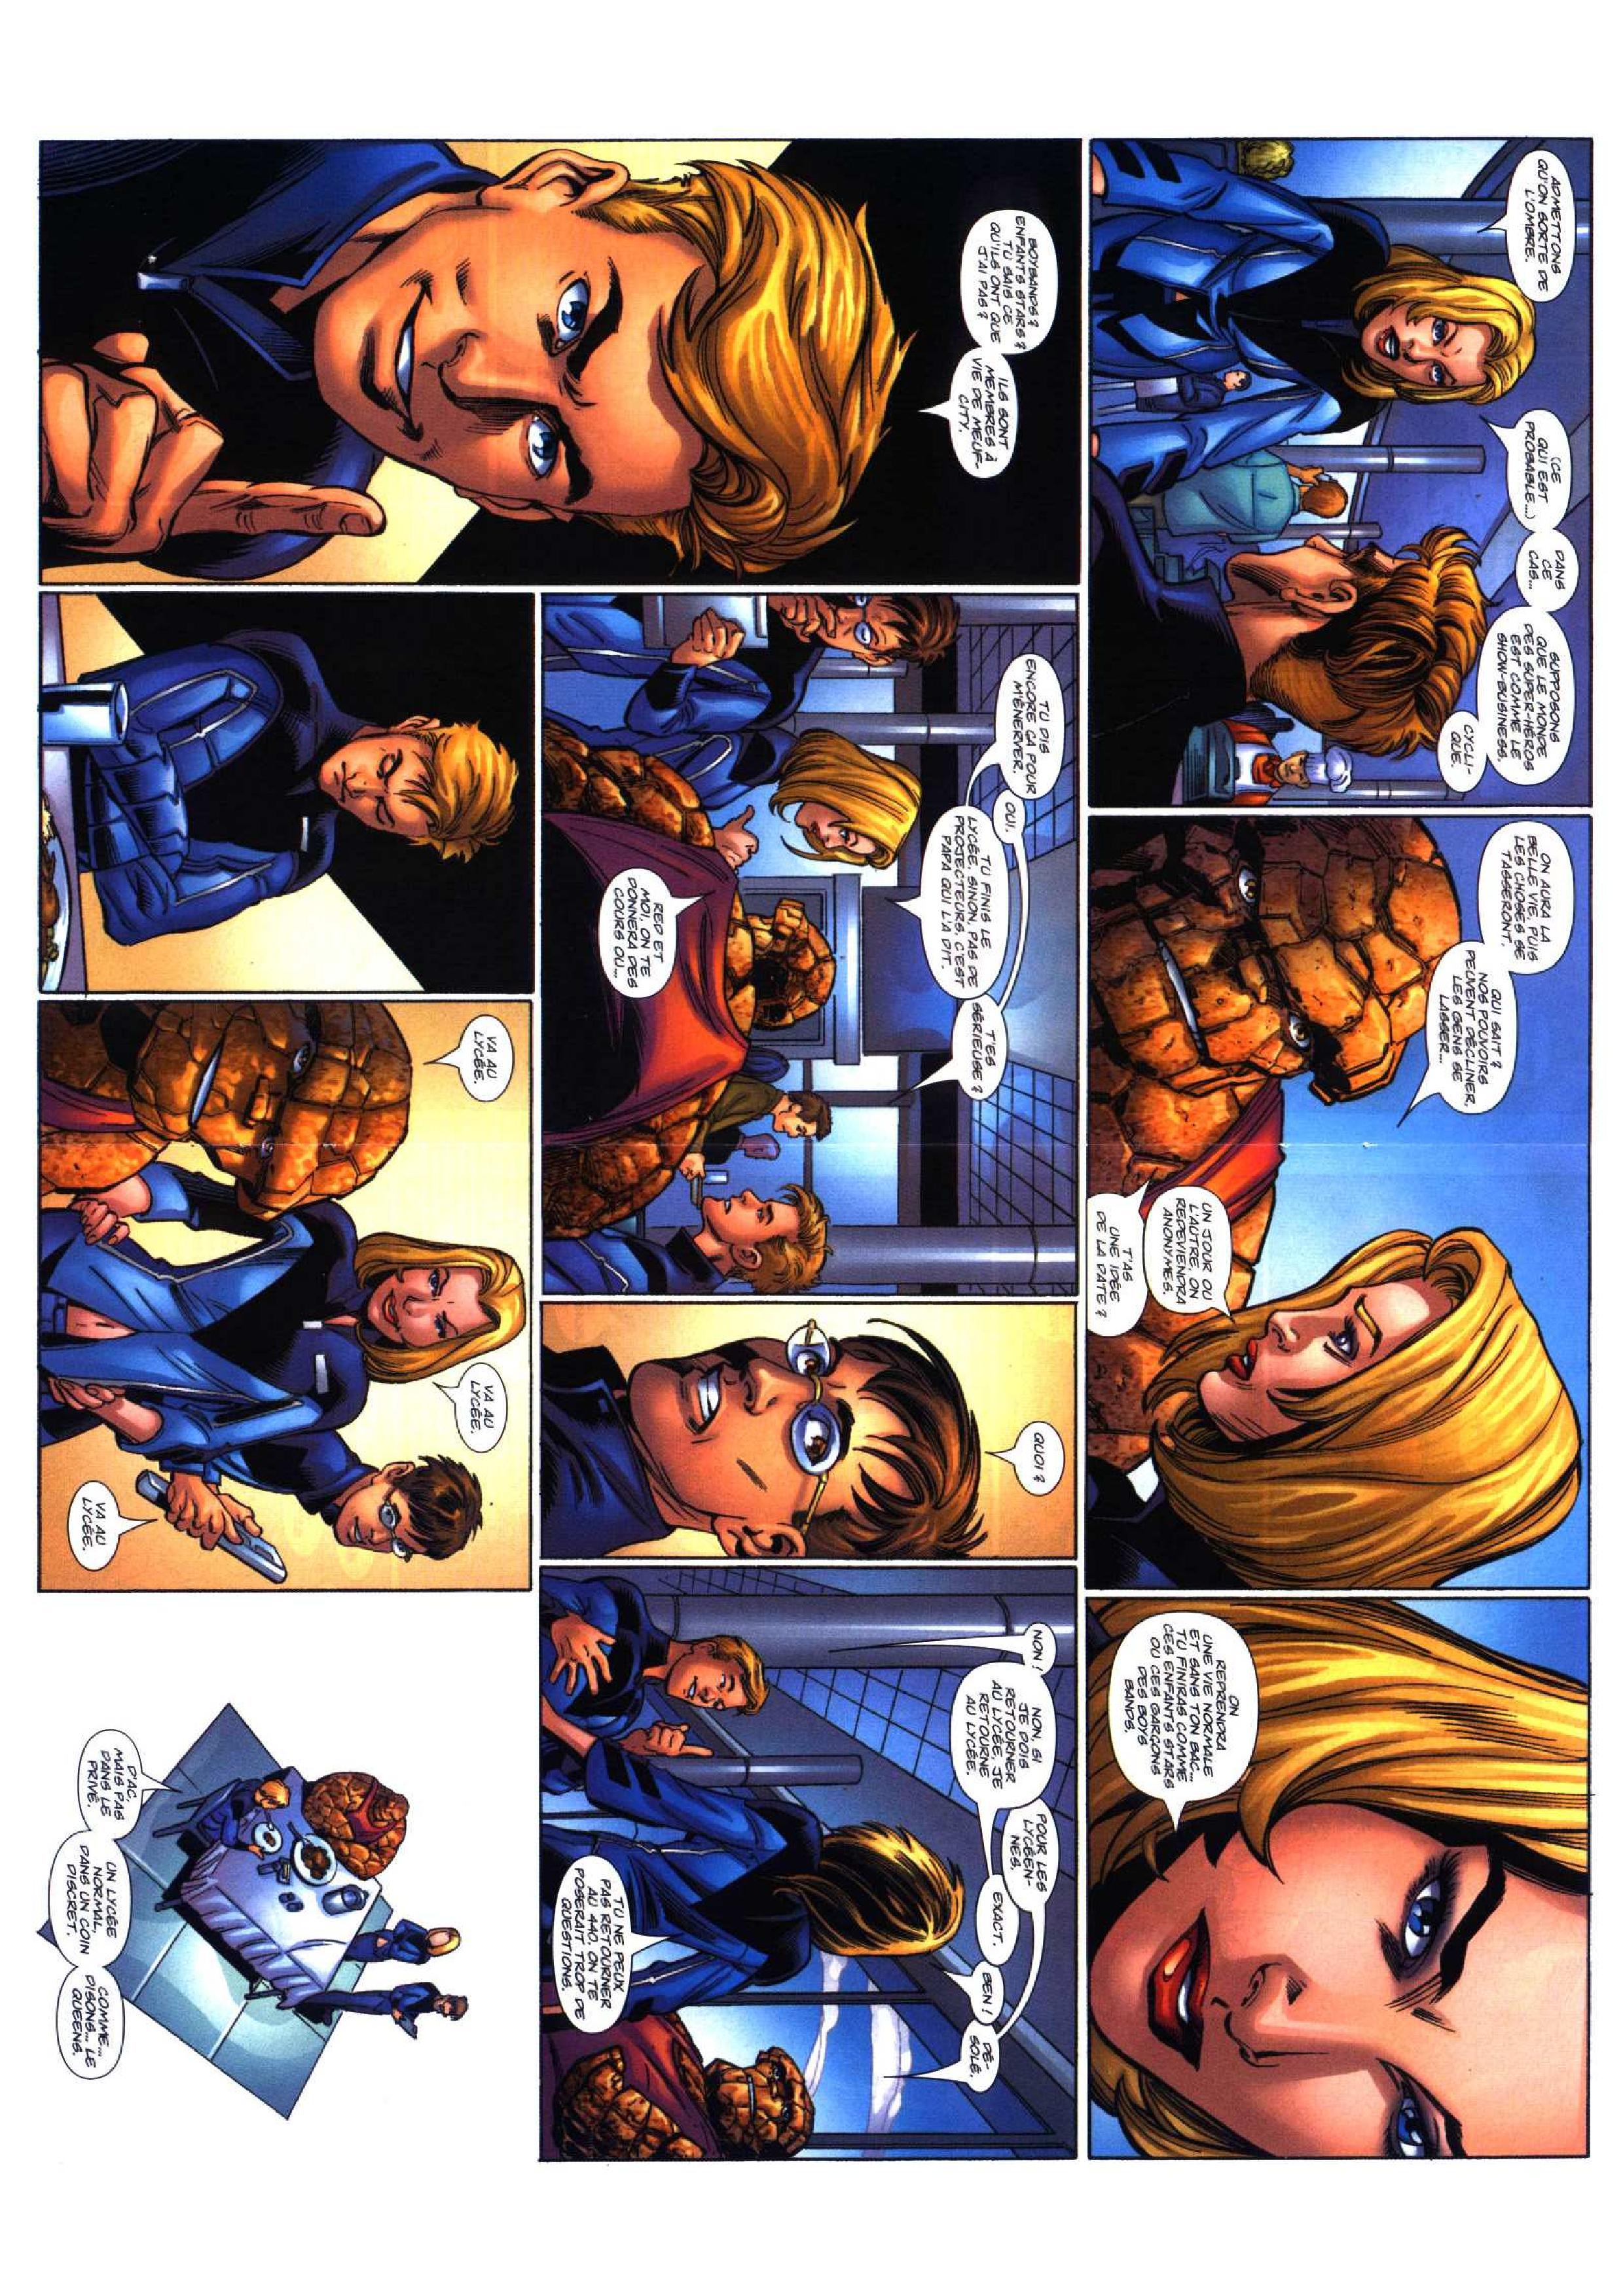 ADMETTONS
QU'ON SORTE DE
L'OMBRE.
(CE
QUI EST
PROBABLE...)
DANS
CE
CAS...
SUPPOSONS
QUE LE MONDE
DES SUPER-HÉROS
EST COMME LE
SHOW-BUSINESS.
CYCLI-
QUE.
ON AURA LA
BELLE VIE, PUIS
LES CHOSES SE
TASSERONT.
QUI SAIT ?
NOS POUVOIRS
PEUVENT DÉCLINER,
LES GENS SE
LASSER...
UN JOUR OU
L'AUTRE, ON
REDEVIENDRA
ANONYMES.
T'AS
UNE IDÉE
DE LA DATE ?
ON
REPRENDRA
UNE VIE NORMALE
ET SANS TON BAC...
TU FINIRAS COMME
CES ENFANTS STARS
OU CES GARÇONS
DES BOYS
BANDS.
BOYSBANDS ?
ENFANTS STARS ?
TU SAIS CE
QU'ILS ONT QUE
J'AI PAS ?
ILS SONT
MEMBRES À
VIE DE MEUF-
CITY.
TU DIS
ENCORE ÇA POUR
M'ÉNERVER.
OUI.
TU FINIS LE
LYCÉE. SINON, PAS DE
PROJECTEURS. C'EST
PAPA QUI L'A DIT.
T'ES
SÉRIEUSE ?
RED ET
MOI, ON TE
DONNERA DES
COURS OU...
QUOI ?
NON !
NON, SI
JE DOIS
RETOURNER
AU LYCÉE, JE
RETOURNE
AU LYCÉE.
POUR LES
LYCÉEN-
NES.
EXACT.
BEN !
DÉ-
SOLÉ.
TU NE PEUX
PAS RETOURNER
AU 440. ON TE
POSERAIT TROP DE
QUESTIONS.
VA AU
LYCÉE.
VA AU
LYCÉE.
VA AU
LYCÉE.
D'AC,
MAIS PAS
DANS LE
PRIVÉ.
UN LYCÉE
NORMAL,
DANS UN COIN
DISCRET.
COMME...
DISONS... LE
QUEENS.